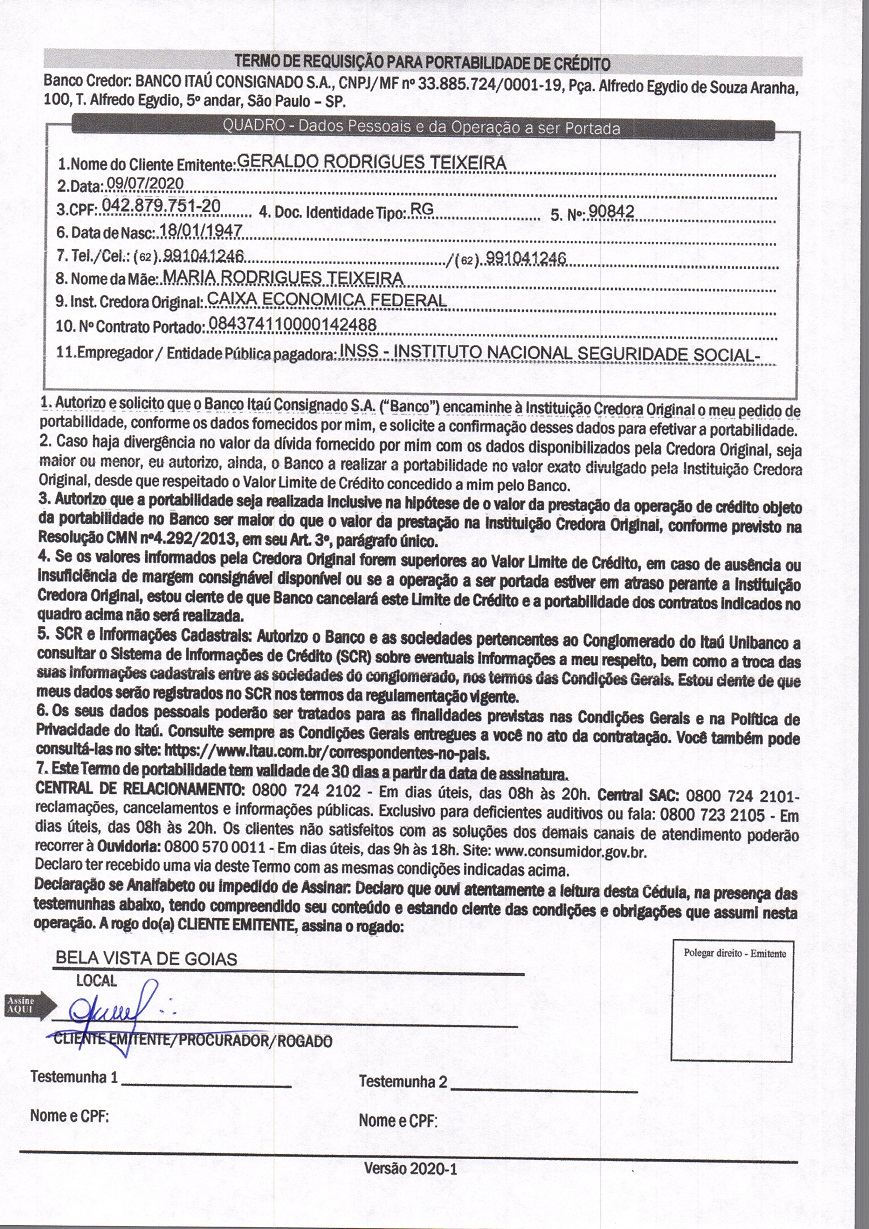 TERMO DE REQUISIÇÃO PARA PORTABILIDADE DE CRÉDITO
Banco Credor: BANCO ITAÚ CONSIGNADO S.A., CNPJ/MF nº 33.885.724/0001-19, Pça. Alfredo Egydio de Souza Aranha,
100, T. Alfredo Egydio, 5º andar, São Paulo – SP.
QUADRO - Dados Pessoais e da Operação a ser Portada
1.Nome do Cliente Emitente: GERALDO RODRIGUES TEIXEIRA
2.Data: 09/07/2020
3.CPF: 042.879.751-20 4. Doc. Identidade Tipo: RG 5. Nº: 90842
6. Data de Nasc: 18/01/1947
7. Tel./Cel.: (62) 991041246 /(62) 991041246
8. Nome da Mãe: MARIA RODRIGUES TEIXEIRA
9. Inst. Credora Original: CAIXA ECONOMICA FEDERAL
10. Nº Contrato Portado: 084374110000142488
11.Empregador / Entidade Pública pagadora: INSS - INSTITUTO NACIONAL SEGURIDADE SOCIAL-
1. Autorizo e solicito que o Banco Itaú Consignado S.A. (“Banco”) encaminhe à Instituição Credora Original o meu pedido de
portabilidade, conforme os dados fornecidos por mim, e solicite a confirmação desses dados para efetivar a portabilidade.
2. Caso haja divergência no valor da dívida fornecido por mim com os dados disponibilizados pela Credora Original, seja
maior ou menor, eu autorizo, ainda, o Banco a realizar a portabilidade no valor exato divulgado pela Instituição Credora
Original, desde que respeitado o Valor Limite de Crédito concedido a mim pelo Banco.
3. Autorizo que a portabilidade seja realizada inclusive na hipótese de o valor da prestação da operação de crédito objeto
da portabilidade no Banco ser maior do que o valor da prestação na Instituição Credora Original, conforme previsto na
Resolução CMN nº4.292/2013, em seu Art. 3º, parágrafo único.
4. Se os valores informados pela Credora Original forem superiores ao Valor Limite de Crédito, em caso de ausência ou
insuficiência de margem consignável disponível ou se a operação a ser portada estiver em atraso perante a Instituição
Credora Original, estou ciente de que Banco cancelará este Limite de Crédito e a portabilidade dos contratos indicados no
quadro acima não será realizada.
5. SCR e Informações Cadastrais: Autorizo o Banco e as sociedades pertencentes ao Conglomerado do Itaú Unibanco a
consultar o Sistema de Informações de Crédito (SCR) sobre eventuais informações a meu respeito, bem como a troca das
suas informações cadastrais entre as sociedades do conglomerado, nos termos das Condições Gerais. Estou ciente de que
meus dados serão registrados no SCR nos termos da regulamentação vigente.
6. Os seus dados pessoais poderão ser tratados para as finalidades previstas nas Condições Gerais e na Política de
Privacidade do Itaú. Consulte sempre as Condições Gerais entregues a você no ato da contratação. Você também pode
consultá-las no site: https://www.itau.com.br/correspondentes-no-pais.
7. Este Termo de portabilidade tem validade de 30 dias a partir da data de assinatura.
CENTRAL DE RELACIONAMENTO: 0800 724 2102 - Em dias úteis, das 08h às 20h. Central SAC: 0800 724 2101-
reclamações, cancelamentos e informações públicas. Exclusivo para deficientes auditivos ou fala: 0800 723 2105 - Em
dias úteis, das 08h às 20h. Os clientes não satisfeitos com as soluções dos demais canais de atendimento poderão
recorrer à Ouvidoria: 0800 570 0011 - Em dias úteis, das 9h às 18h. Site: www.consumidor.gov.br.
Declaro ter recebido uma via deste Termo com as mesmas condições indicadas acima.
Declaração se Analfabeto ou Impedido de Assinar: Declaro que ouvi atentamente a leitura desta Cédula, na presença das
testemunhas abaixo, tendo compreendido seu conteúdo e estando ciente das condições e obrigações que assumi nesta
operação. A rogo do(a) CLIENTE EMITENTE, assina o rogado:
BELA VISTA DE GOIAS
Polegar direito - Emitente
LOCAL
Assine
AQUI
CLIENTE EMITENTE/PROCURADOR/ROGADO
Testemunha 1
Testemunha 2
Nome e CPF:
Nome e CPF:
Versão 2020-1